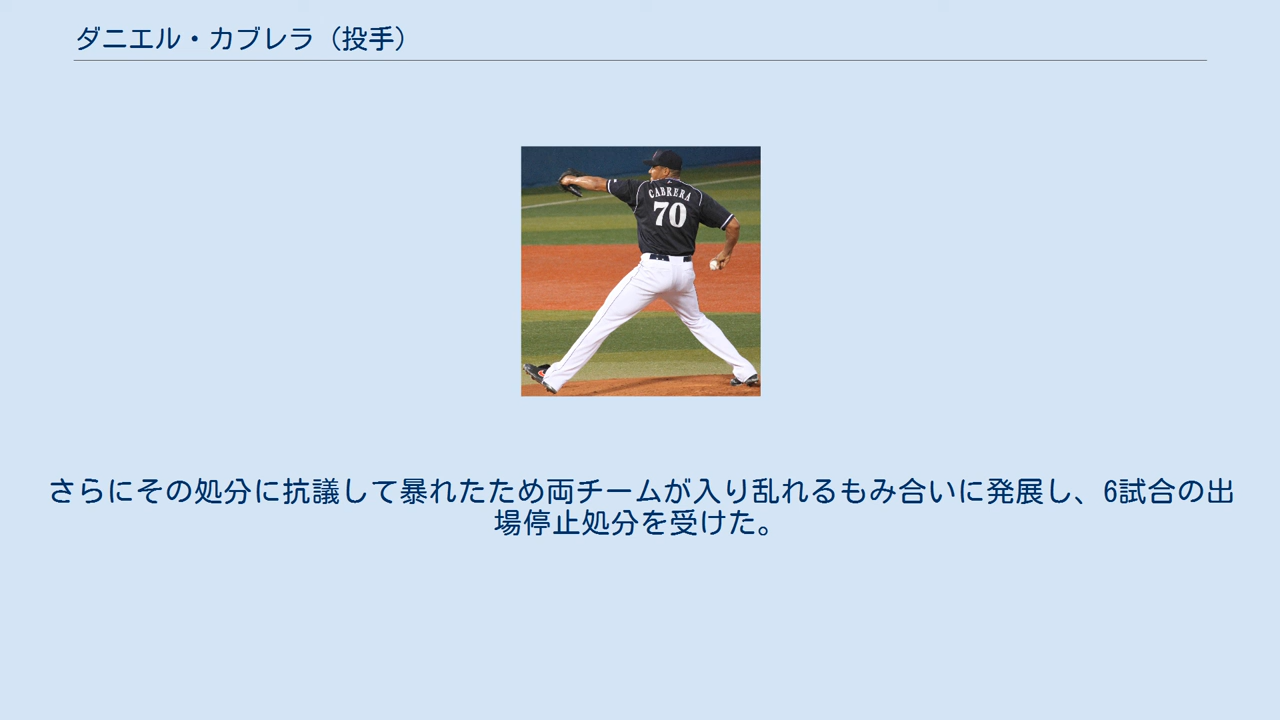 ダニエル・カブレラ（投手）
CABRERA
70
さらにその処分に抗議して暴れたため両チームが入り乱れるもみ合いに発展し、6試合の出
場停止処分を受けた。